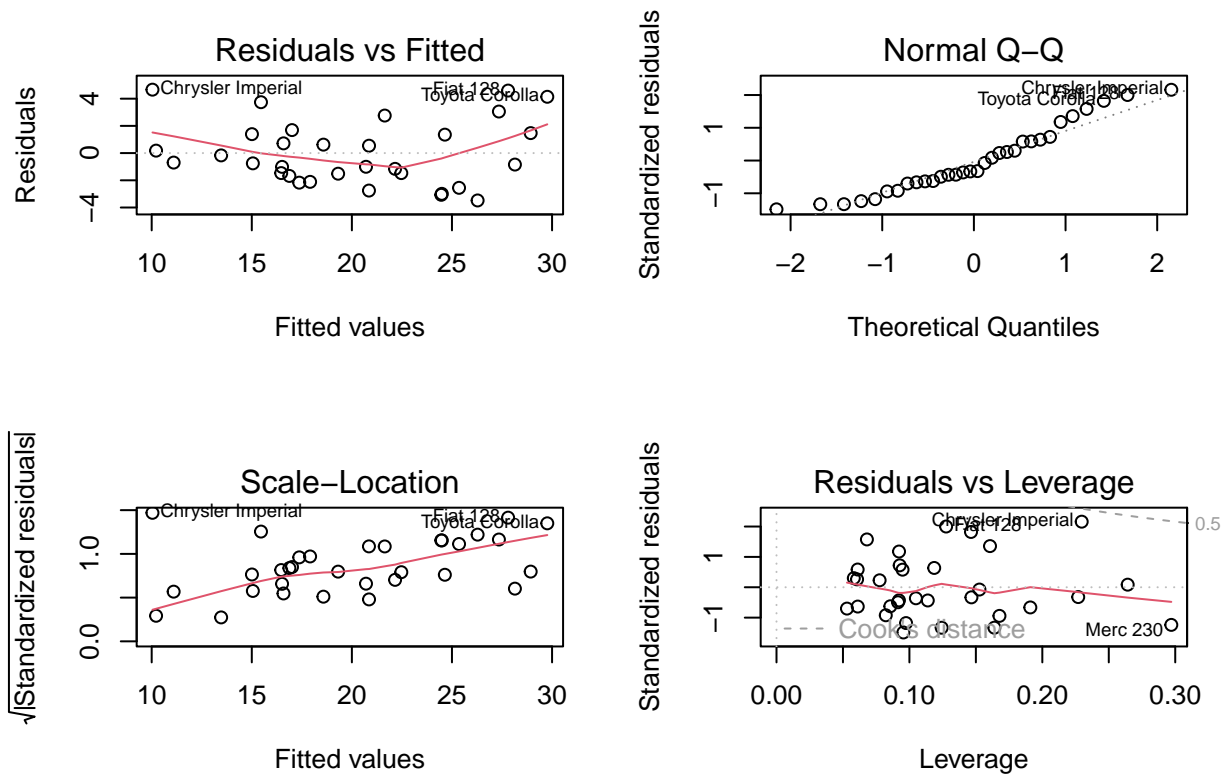 Residuals vs Fitted
Residuals
4
0
−4
Chrysler Imperial
Fiat 128
Toyota Corolla
10 15 20 25 30
Fitted values
Normal Q−Q
Standardized residuals
1
−1
Chrysler Imperial
Fiat 128
Toyota Corolla
−2 −1 0 1 2
Theoretical Quantiles
Scale−Location
√|Standardized residuals|
1.0
0.0
Chrysler Imperial
Fiat 128
Toyota Corolla
10 15 20 25 30
Fitted values
Residuals vs Leverage
Standardized residuals
1
−1
Chrysler Imperial
Fiat 128
0.5
Cook's distance
Merc 230
0.00 0.10 0.20 0.30
Leverage